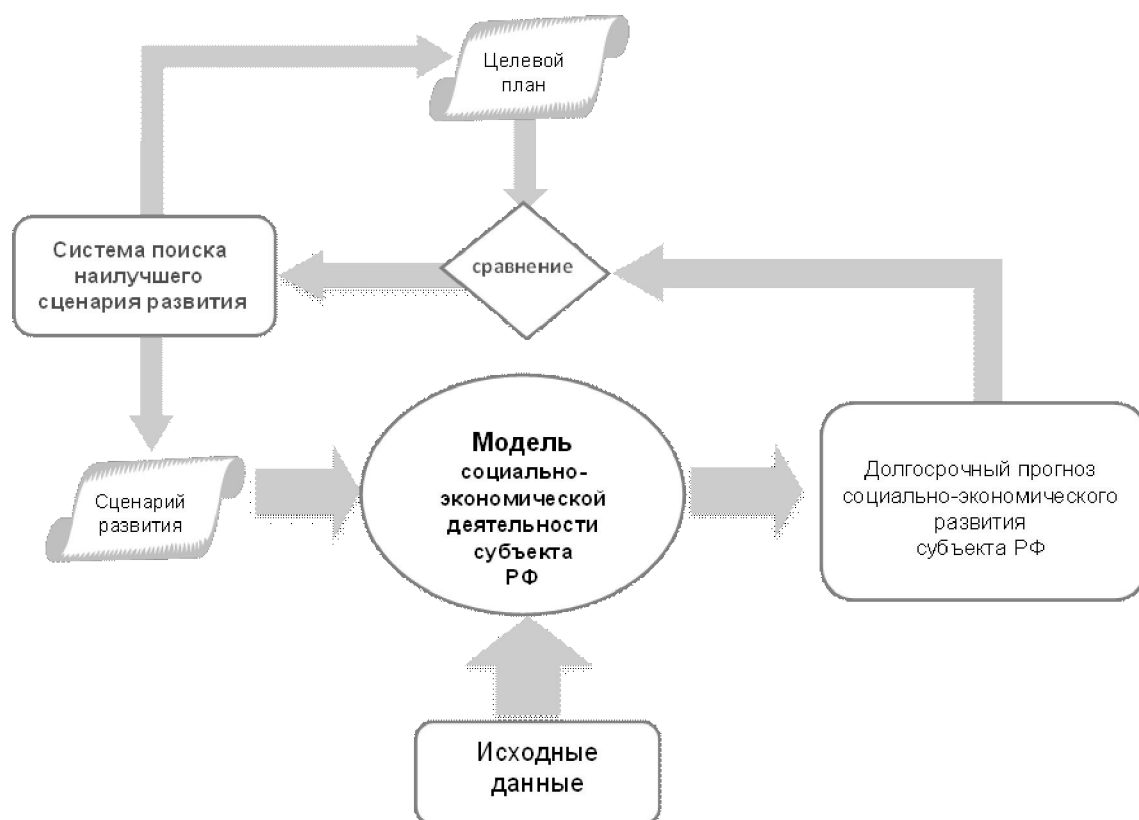 Целевой
план
Система поиска
наилучшего
сценария развития
сравнение
Сценарий
развития
Модель
социально-
экономической
деятельности
субъекта
РФ
Долгосрочный прогноз
социально-экономического
развития
субъекта РФ
Исходные
данные